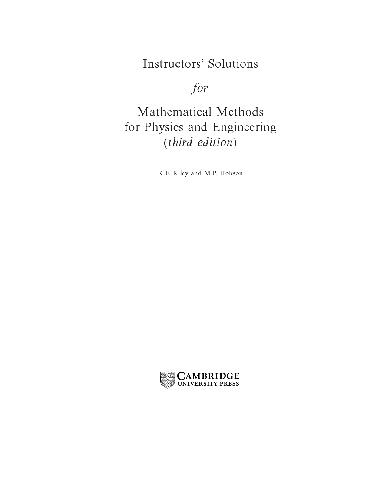 Instructors' Solutions
for
Mathematical Methods
for Physics and Engineering
(third edition)
K.F. Riley and M.P. Hobson
CAMBRIDGE
UNIVERSITY PRESS